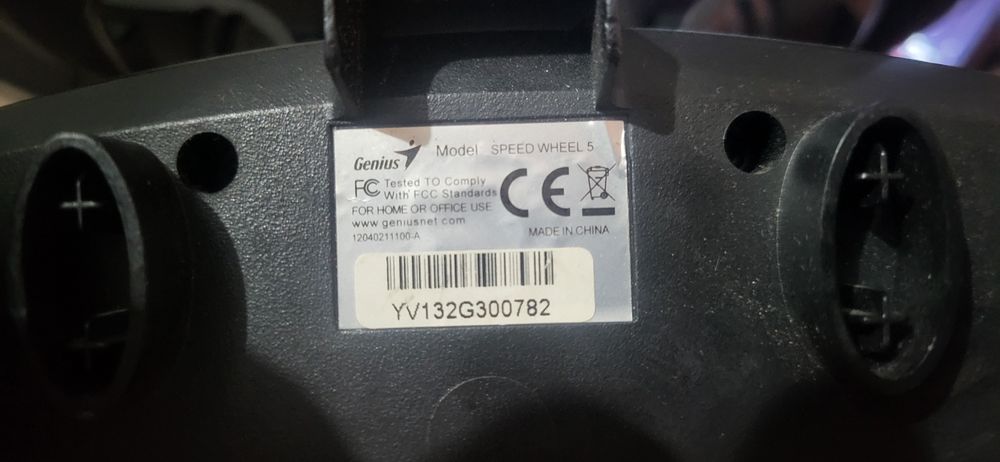 Genius Model SPEED WHEEL 5
FC Tested TO Comply
With FCC Standards
FOR HOME OR OFFICE USE
www.geniusnet.com
12040211100-A
CE
MADE IN CHINA
YV132G300782